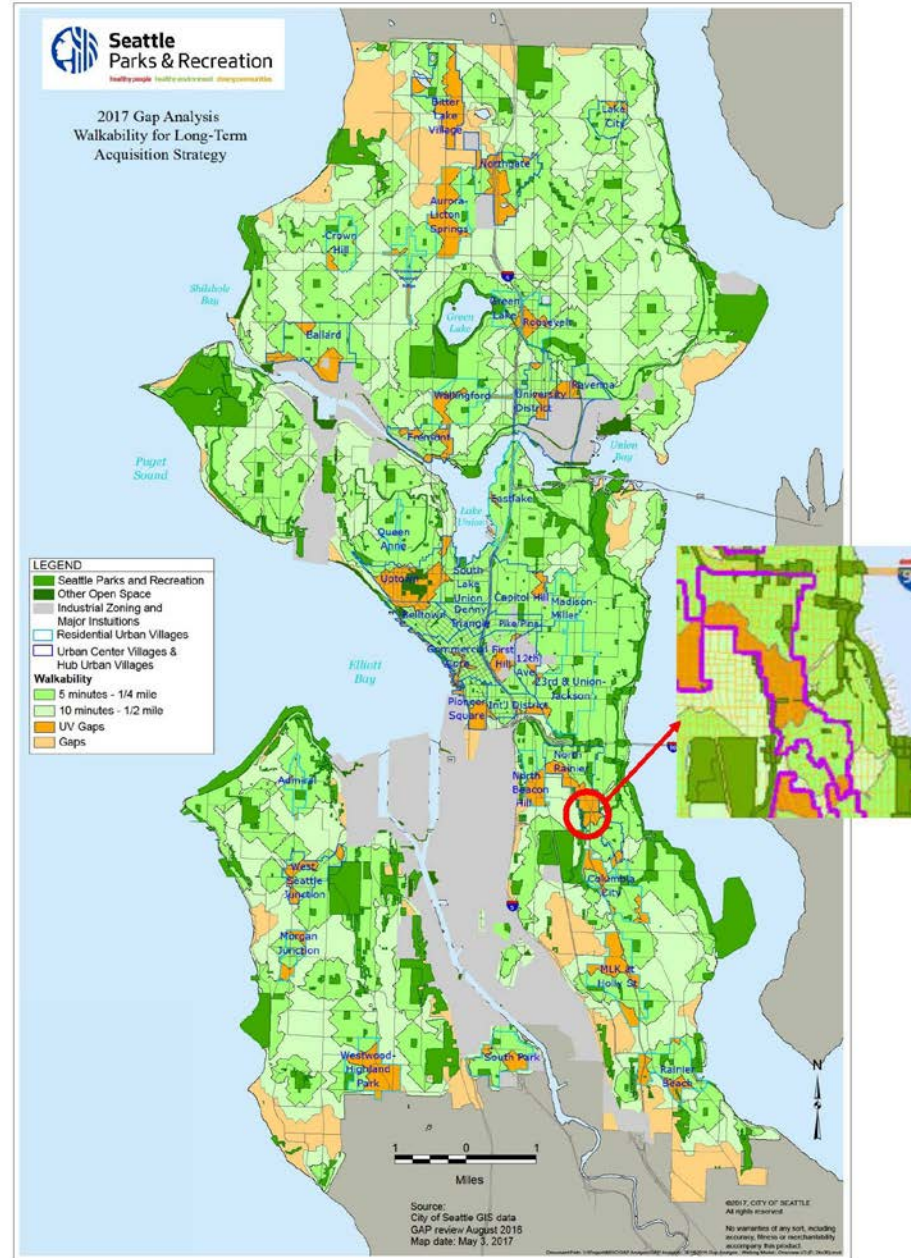 Seattle
Parks & Recreation
healthy people healthy environment strong communities
2017 Gap Analysis
Walkability for Long-Term
Acquisition Strategy
Bitter
Lake
Village
Lake
City
Northgate
Aurora-
Licton
Springs
Crown
Hill
Shilshole
Bay
Green
Lake
Green
Lake
Roosevelt
Ballard
Ravenna
Wallingford
University
District
Fremont
Union
Bay
Puget
Sound
Eastlake
Lake
Union
Queen
Anne
LEGEND
Seattle Parks and Recreation
Other Open Space
Industrial Zoning and
Major Instuitions
Residential Urban Villages
Urban Center Villages &
Hub Urban Villages
Walkability
5 minutes - 1/4 mile
10 minutes - 1/2 mile
UV Gaps
Gaps
Uptown
South
Lake
Union
Capitol Hill
Madison-
Miller
Belltown
Denny
Triangle
Pike/Pine
Commercial
Core
First
Hill
12th
Ave
23rd & Union-
Jackson
Elliott
Bay
Pioneer
Square
Int'l District
North
Rainier
North
Beacon
Hill
Admiral
West
Seattle
Junction
Columbia
City
Morgan
Junction
MLK at
Holly St
Westwood-
Highland
Park
South Park
Rainier
Beach
N
1 0 1
Miles
Source:
City of Seattle GIS data
GAP review August 2016
Map date: May 3, 2017
©2017, CITY OF SEATTLE
All rights reserved
No warranties of any sort, including
accuracy, fitness or merchantability
accompany this product.